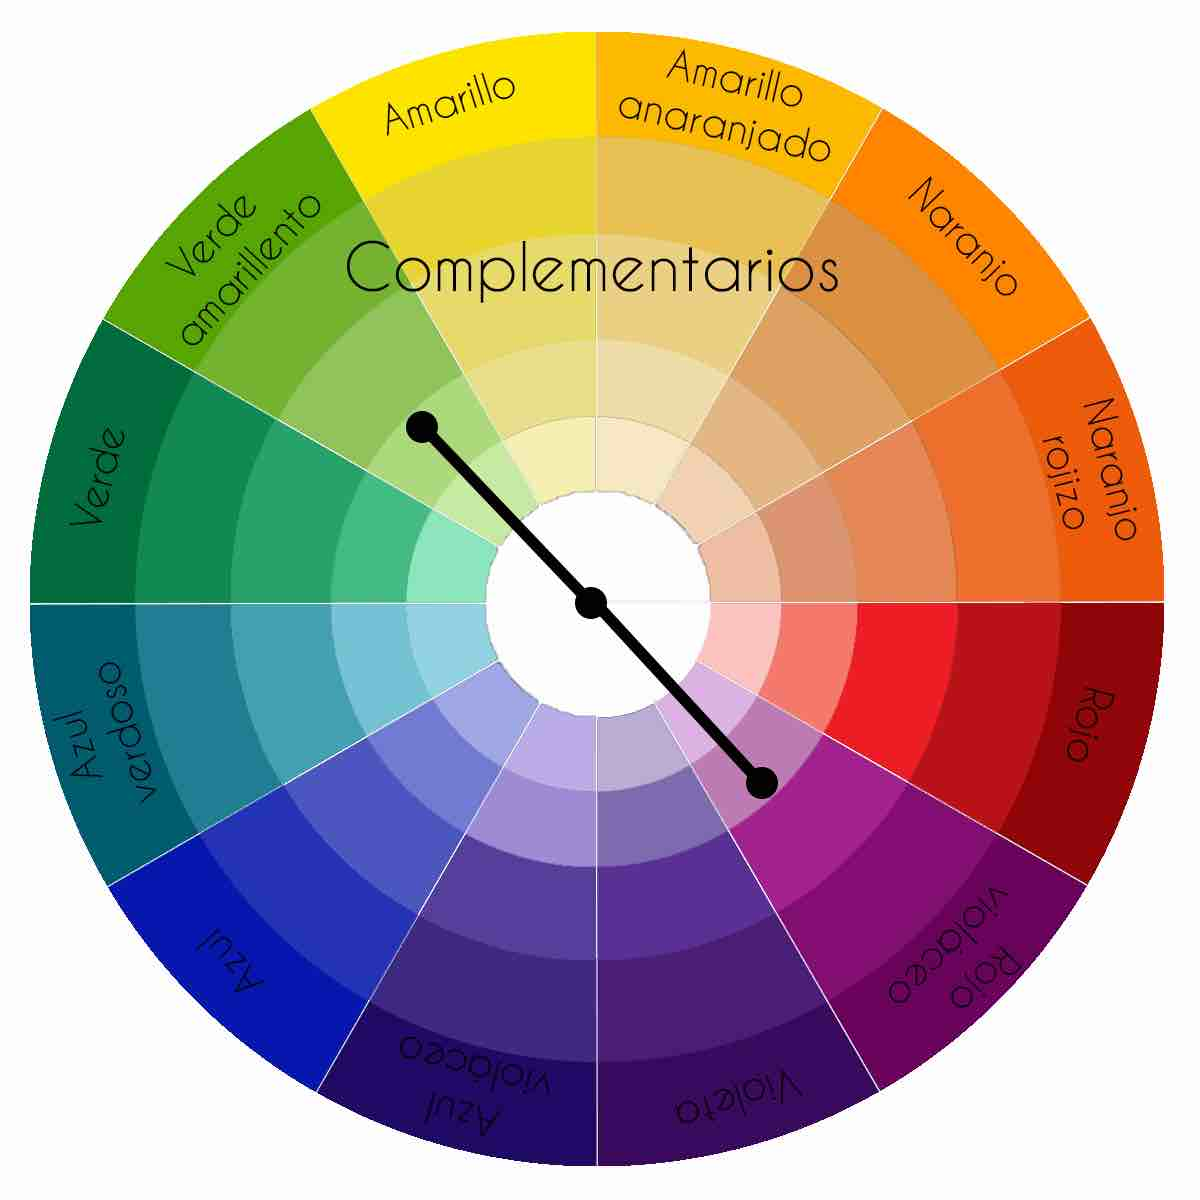 Amarillo
Amarillo
anaranjado
Naranjo
Naranjo
rojizo
Rojo
Rojo
violáceo
Violeta
Azul
violáceo
Azul
Azul
verdoso
Verde
Verde
amarillento
Complementarios